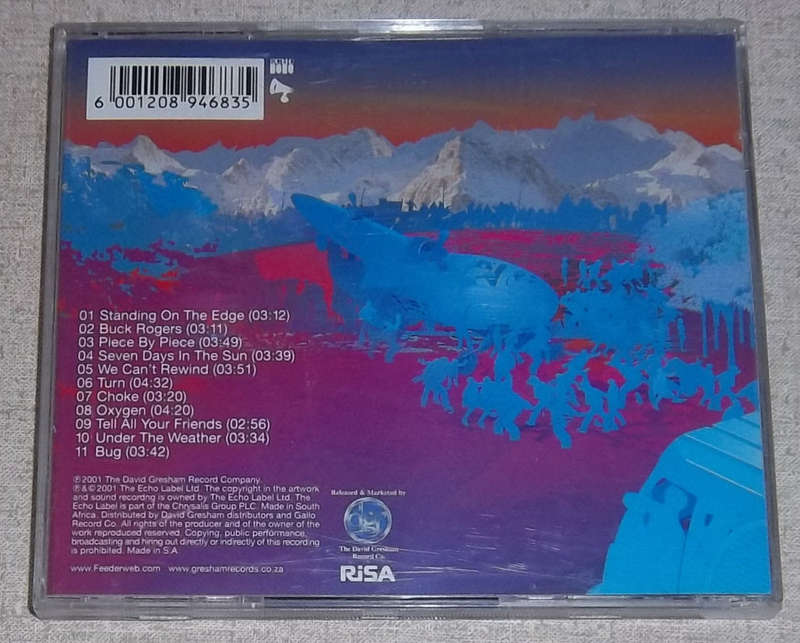 6 001208 946835
01 Standing On The Edge (03:12)
02 Buck Rogers (03:11)
03 Piece By Piece (03:49)
04 Seven Days In The Sun (03:39)
05 We Can't Rewind (03:51)
06 Turn (04:32)
07 Choke (03:20)
08 Oxygen (04:20)
09 Tell All Your Friends (02:56)
10 Under The Weather (03:34)
11 Bug (03:42)
℗2001 The David Gresham Record Company.
℗&© 2001 The Echo Label Ltd. The copyright in the artwork
and sound recording is owned by The Echo Label Ltd. The
Echo Label is part of the Chrysalis Group PLC. Made in South
Africa. Distributed by David Gresham distributors and Gallo
Record Co. All rights of the producer and of the owner of the
work reproduced reserved. Copying, public performance,
broadcasting and hiring out directly or indirectly of this recording
is prohibited. Made in S.A.
www.Feederweb.com www.greshamrecords.co.za
Released & Marketed by
The David Gresham
Record Co.
RiSA